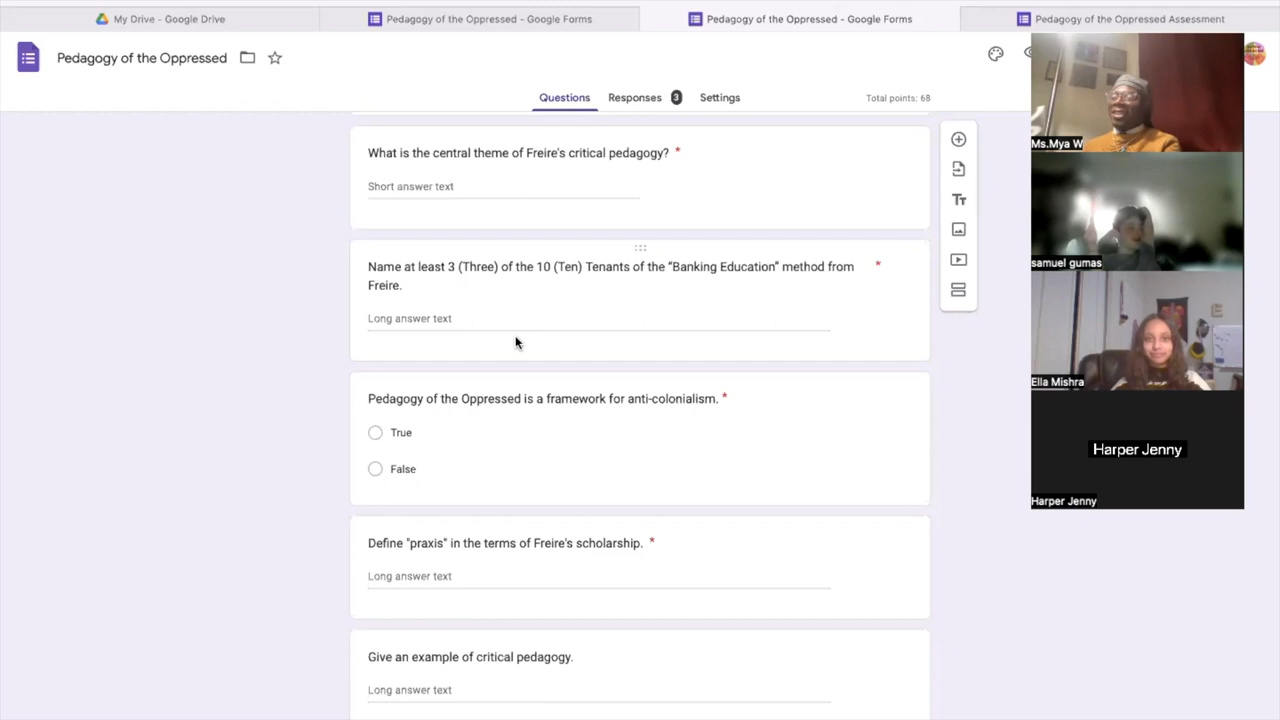 My Drive - Google Drive
Pedagogy of the Oppressed - Google Forms
Pedagogy of the Oppressed - Google Forms
Pedagogy of the Oppressed Assessment
Pedagogy of the Oppressed
Questions
Responses 3
Settings
Total points: 68
What is the central theme of Freire's critical pedagogy? *
Short answer text
Name at least 3 (Three) of the 10 (Ten) Tenants of the “Banking Education” method from *
Freire.
Long answer text
Pedagogy of the Oppressed is a framework for anti-colonialism. *
True
False
Define "praxis" in the terms of Freire's scholarship. *
Long answer text
Give an example of critical pedagogy.
Long answer text
Tт
Ms.Mya W
samuel gumas
Ella Mishra
Harper Jenny
Harper Jenny